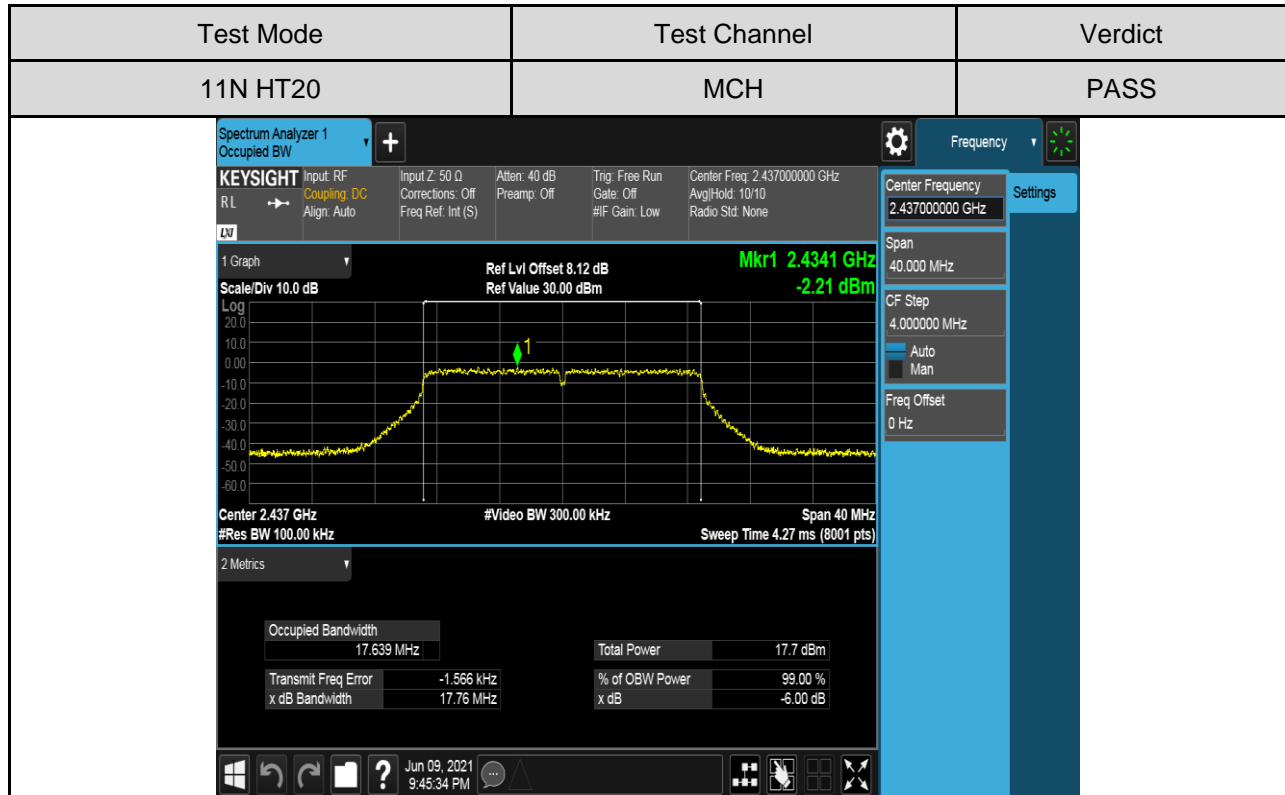 Test Mode Test Channel Verdict
11N HT20 MCH PASS
Spectrum Analyzer 1
Occupied BW
+
Frequency
KEYSIGHT
RL
LXI
Input: RF
Coupling: DC
Align: Auto
Input Z: 50 Ω
Corrections: Off
Freq Ref: Int (S)
Atten: 40 dB
Preamp: Off
Trig: Free Run
Gate: Off
#IF Gain: Low
Center Freq: 2.437000000 GHz
Avg|Hold: 10/10
Radio Std: None
Center Frequency
2.437000000 GHz
Settings
Span
40.000 MHz
CF Step
4.000000 MHz
Auto
Man
Freq Offset
0 Hz
1 Graph
Scale/Div 10.0 dB
Ref Lvl Offset 8.12 dB
Ref Value 30.00 dBm
Mkr1 2.4341 GHz
-2.21 dBm
Log
20.0
10.0
0.00
-10.0
-20.0
-30.0
-40.0
-50.0
-60.0
1
Center 2.437 GHz
#Res BW 100.00 kHz
#Video BW 300.00 kHz
Span 40 MHz
Sweep Time 4.27 ms (8001 pts)
2 Metrics
Occupied Bandwidth
17.639 MHz
Total Power 17.7 dBm
Transmit Freq Error -1.566 kHz
% of OBW Power 99.00 %
x dB Bandwidth 17.76 MHz
x dB -6.00 dB
?
Jun 09, 2021
9:45:34 PM